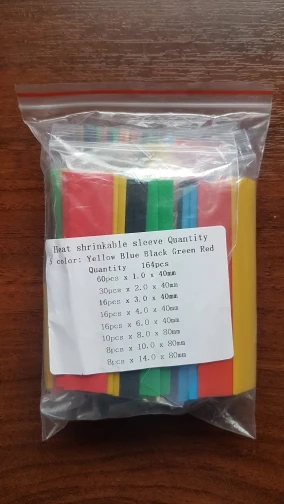 Heat shrinkable sleeve Quantity
color: Yellow Blue Black Green Red
Quantity 164pcs
60pcs x 1.0 x 40mm
30pcs x 2.0 x 40mm
16pcs x 3.0 x 40mm
16pcs x 4.0 x 40mm
16pcs x 6.0 x 40mm
10pcs x 8.0 x 80mm
8pcs x 10.0 x 80mm
8pcs x 14.0 x 80mm